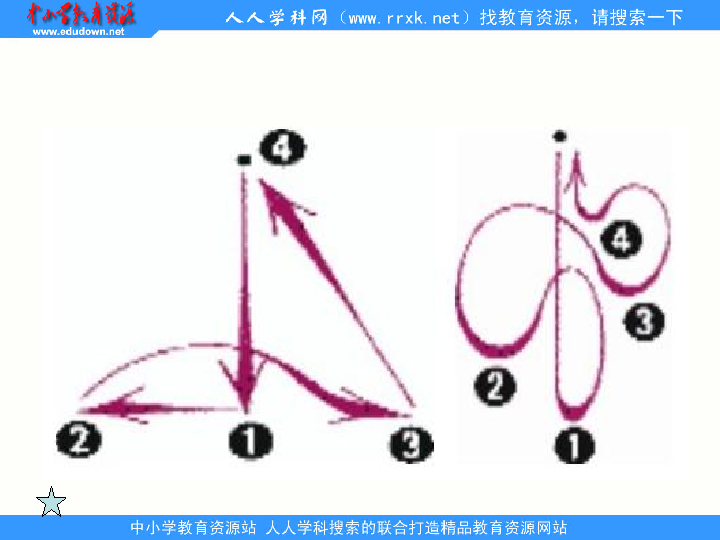 中小学教育资源
www.edudown.net
人人学科网（www.rrxk.net）找教育资源，请搜索一下
④
④
③
②
①
③
②
①
中小学教育资源站 人人学科搜索的联合打造精品教育资源网站